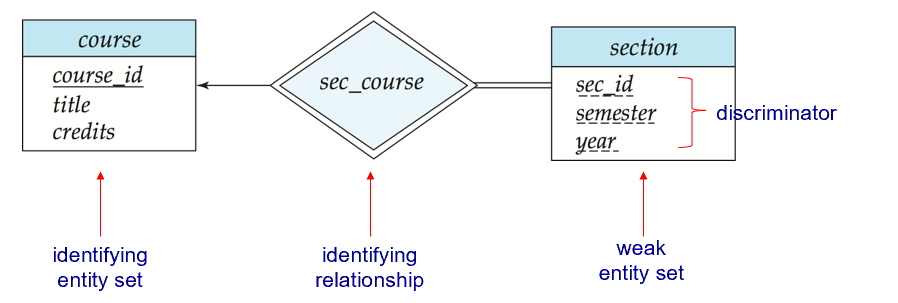 course
course_id
title
credits
sec_course
section
sec_id
semester
year
discriminator
identifying
entity set
identifying
relationship
weak
entity set